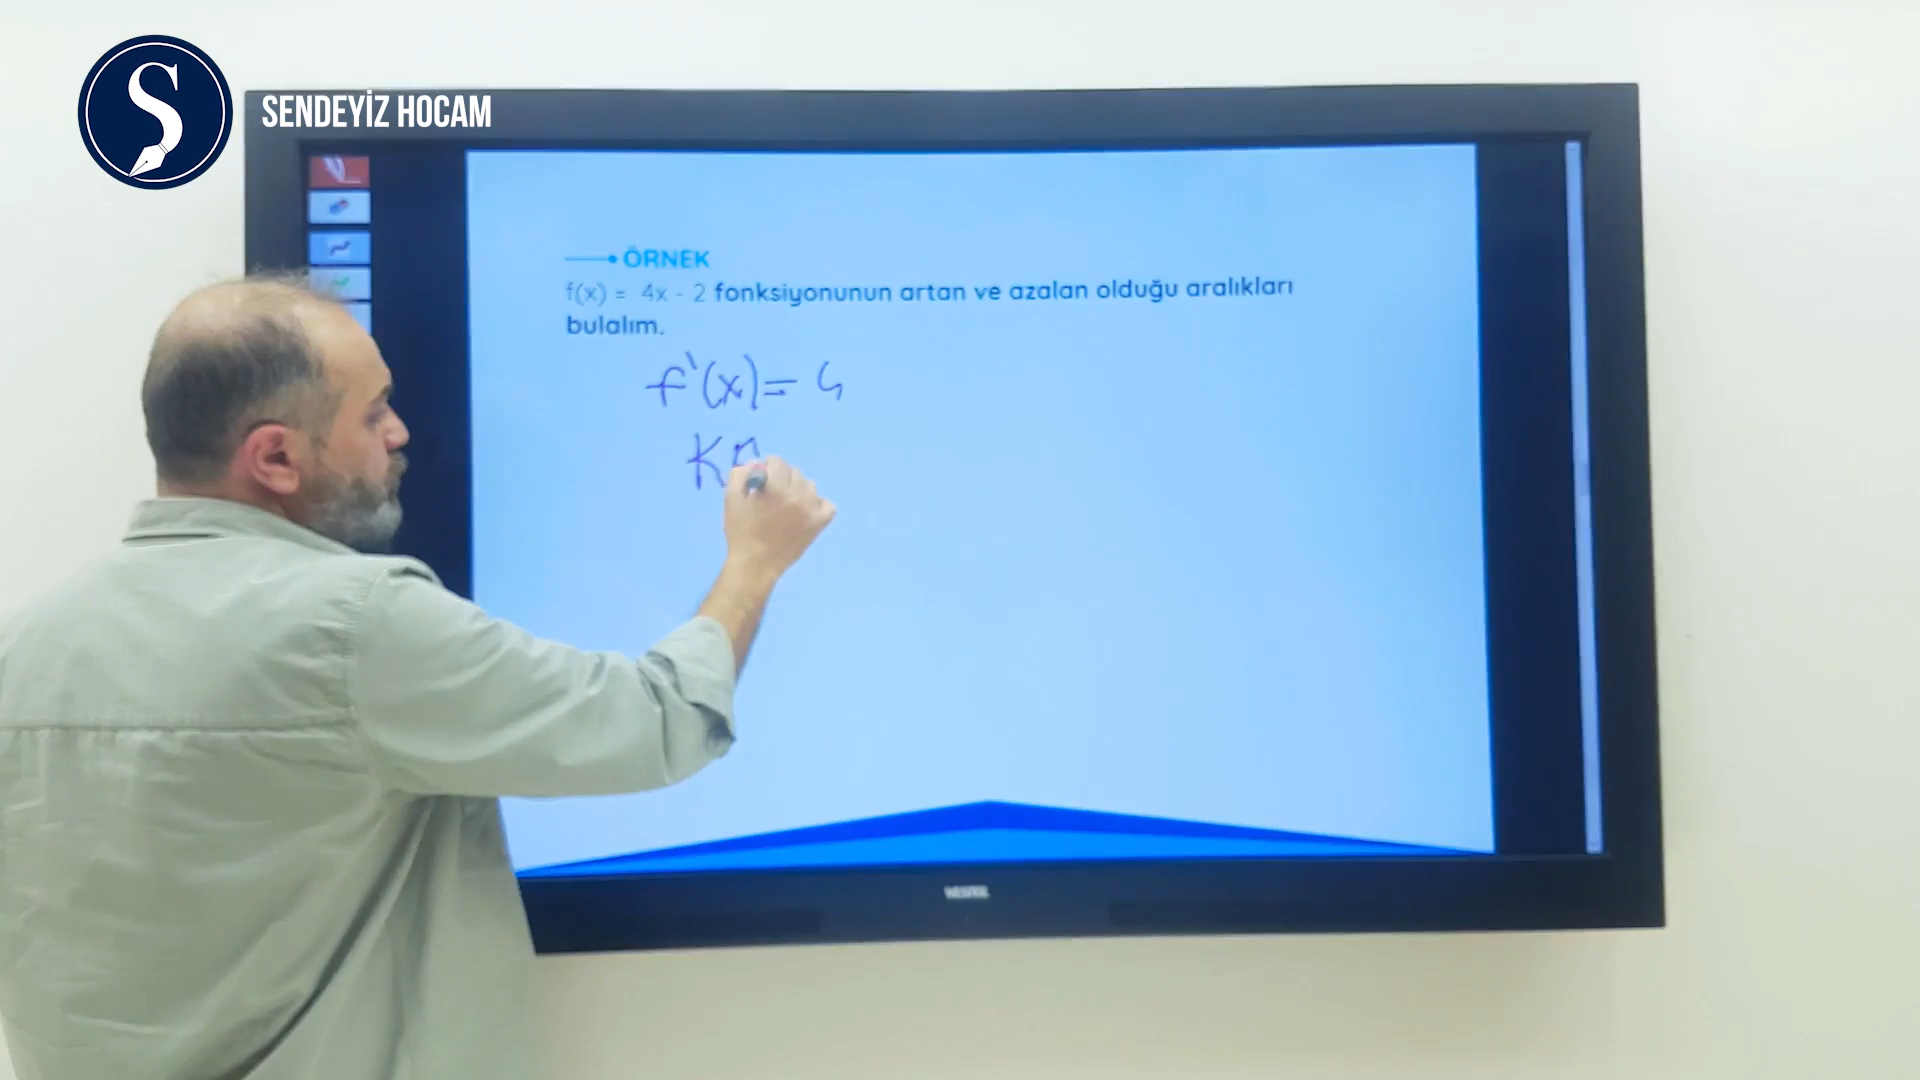 SENDEYİZ HOCAM
ÖRNEK
f(x) = 4x - 2 fonksiyonunun artan ve azalan olduğu aralıkları
bulalım.
f'(x) = 4